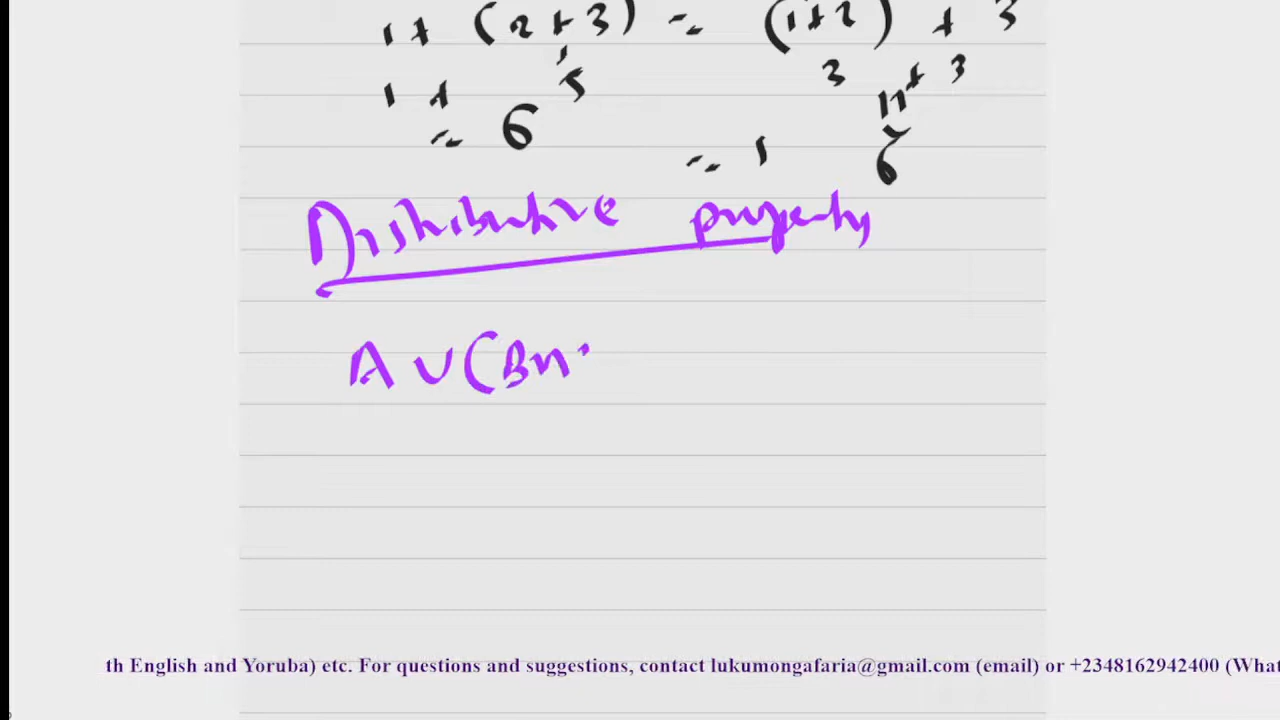 1+ (2+3) = (1+2) + 3
1 + 5 3 + 3
= 6 = 6
Distributive property
A U (Bn
th English and Yoruba) etc. For questions and suggestions, contact lukumongafaria@gmail.com (email) or +2348162942400 (What